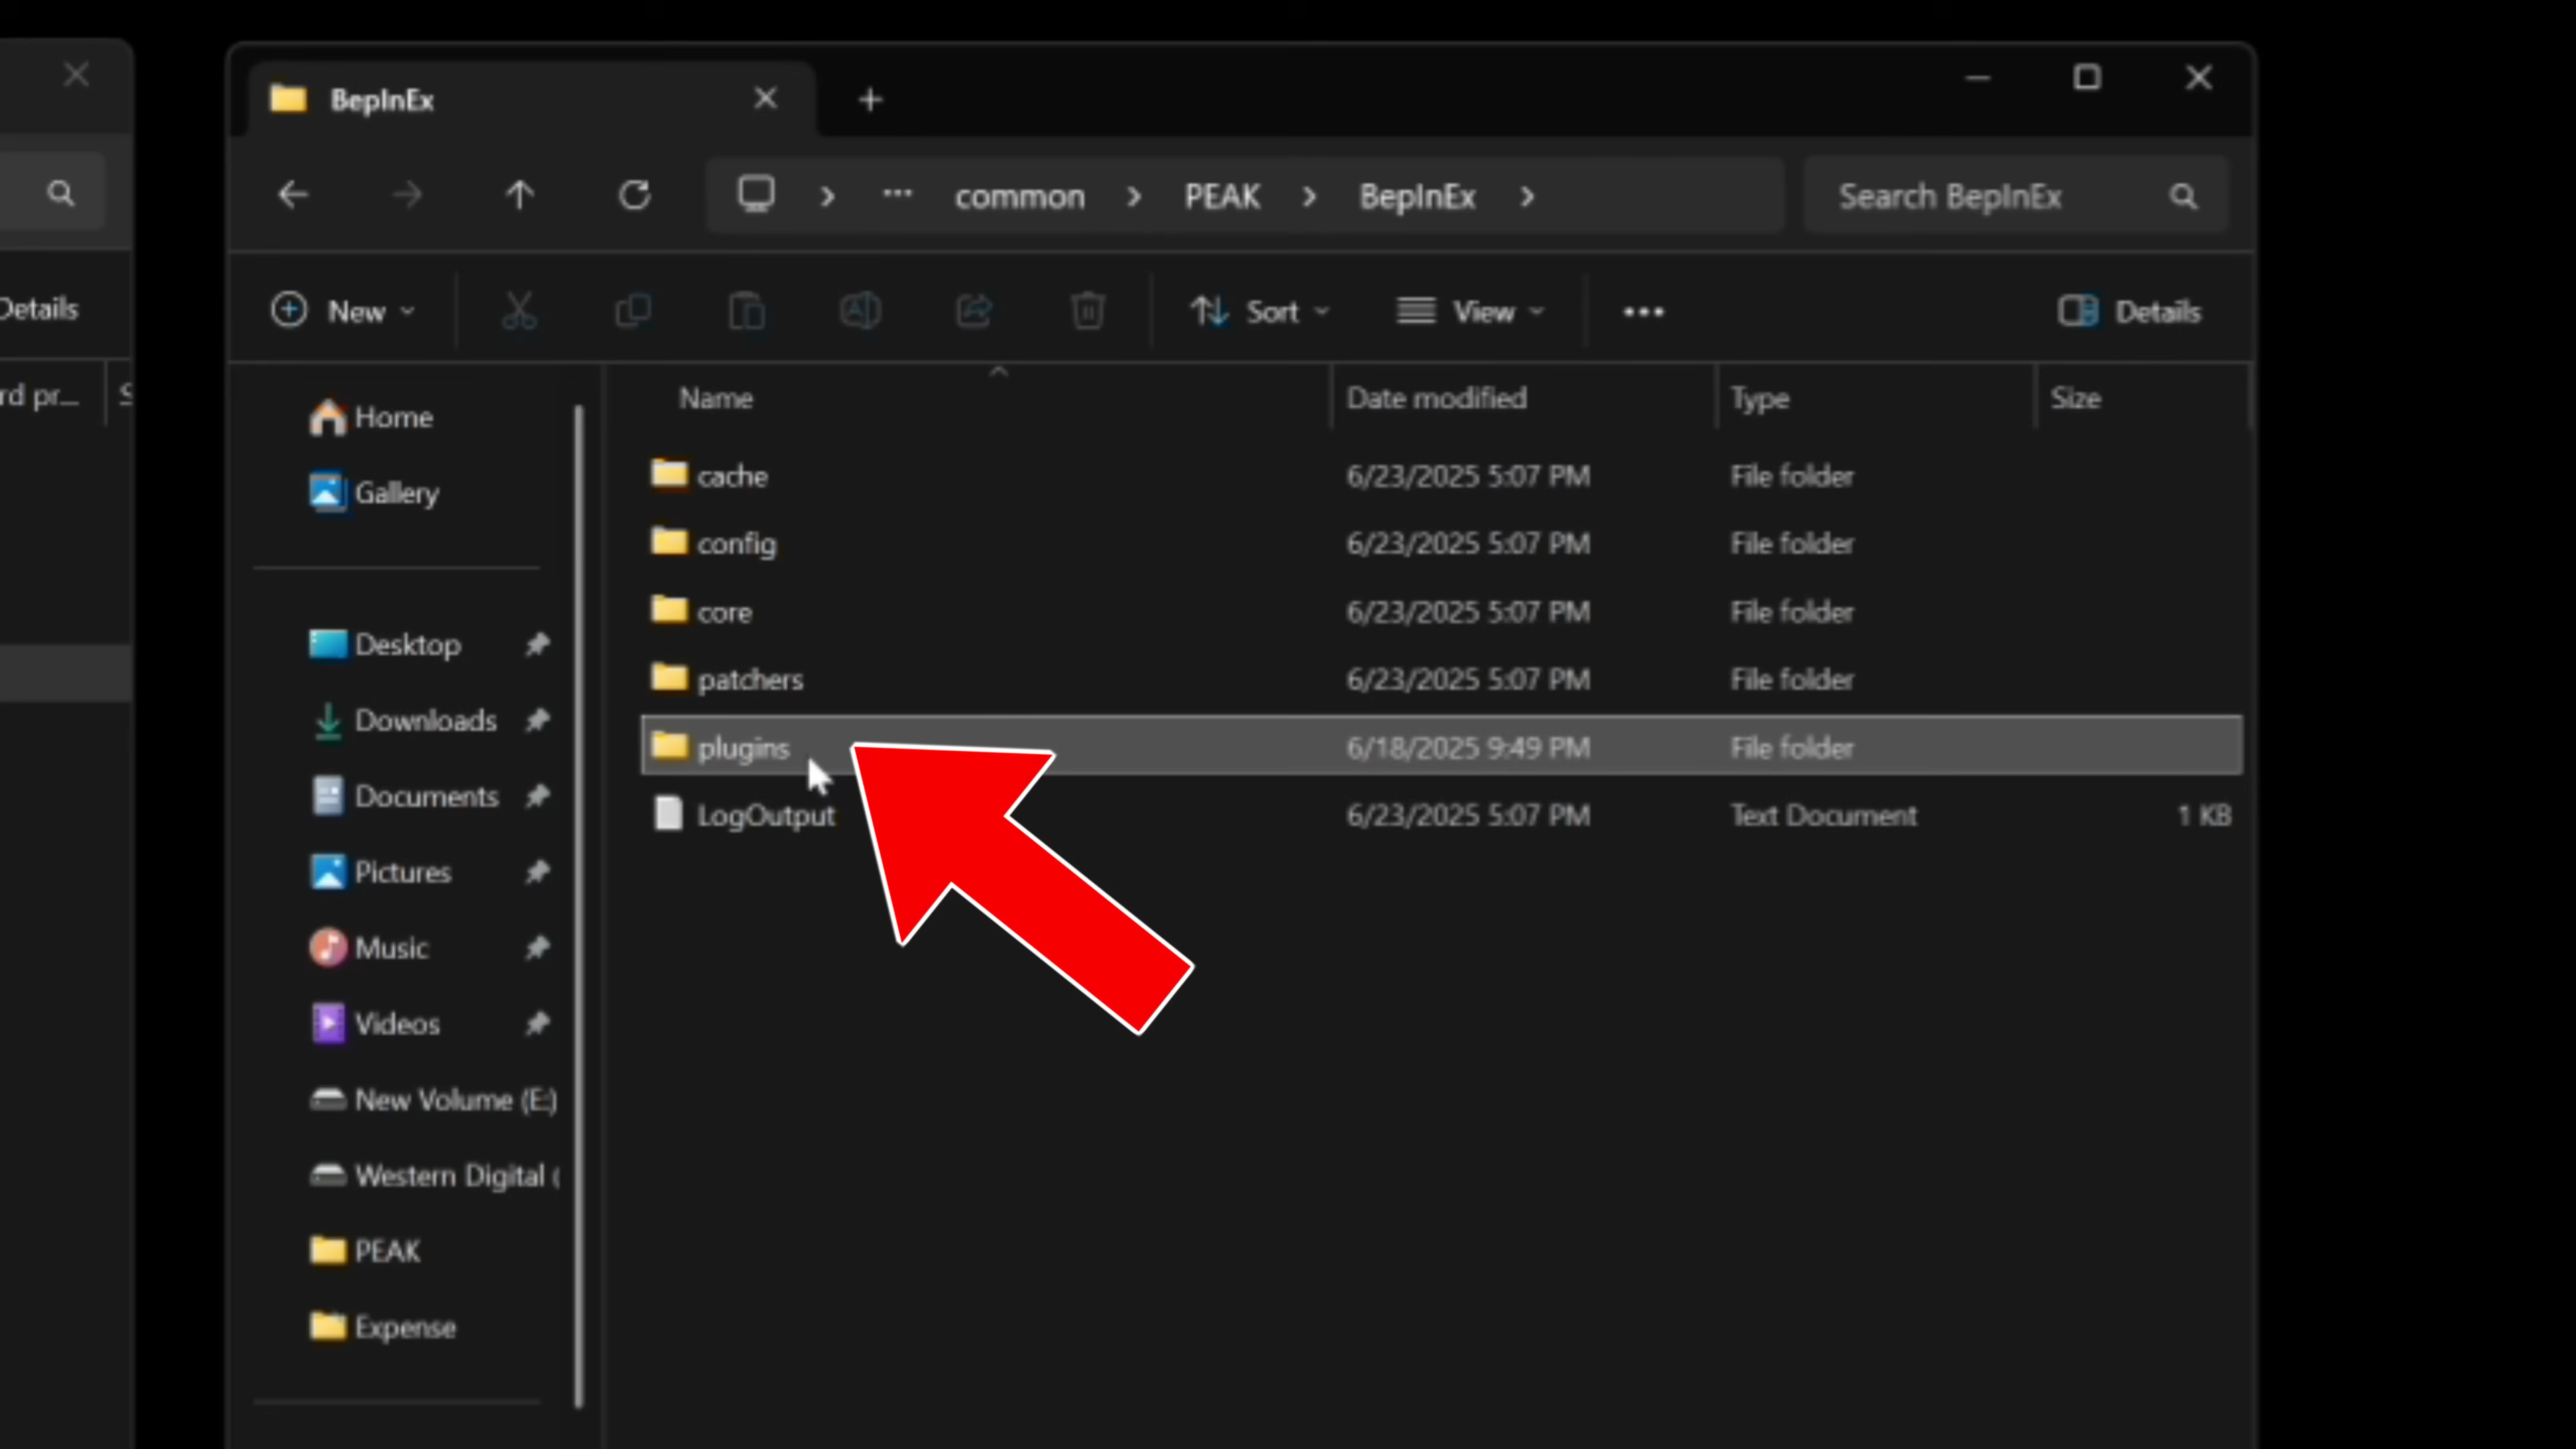 BepInEx
common
PEAK
BepInEx
Search BepInEx
Details
New
Sort
View
Details
rd pr...
S
Name
Date modified
Type
Size
Home
Gallery
Desktop
Downloads
Documents
Pictures
Music
Videos
New Volume (E:)
Western Digital (
PEAK
Expense
cache 6/23/2025 5:07 PM File folder
config 6/23/2025 5:07 PM File folder
core 6/23/2025 5:07 PM File folder
patchers 6/23/2025 5:07 PM File folder
plugins 6/18/2025 9:49 PM File folder
LogOutput 6/23/2025 5:07 PM Text Document 1 KB